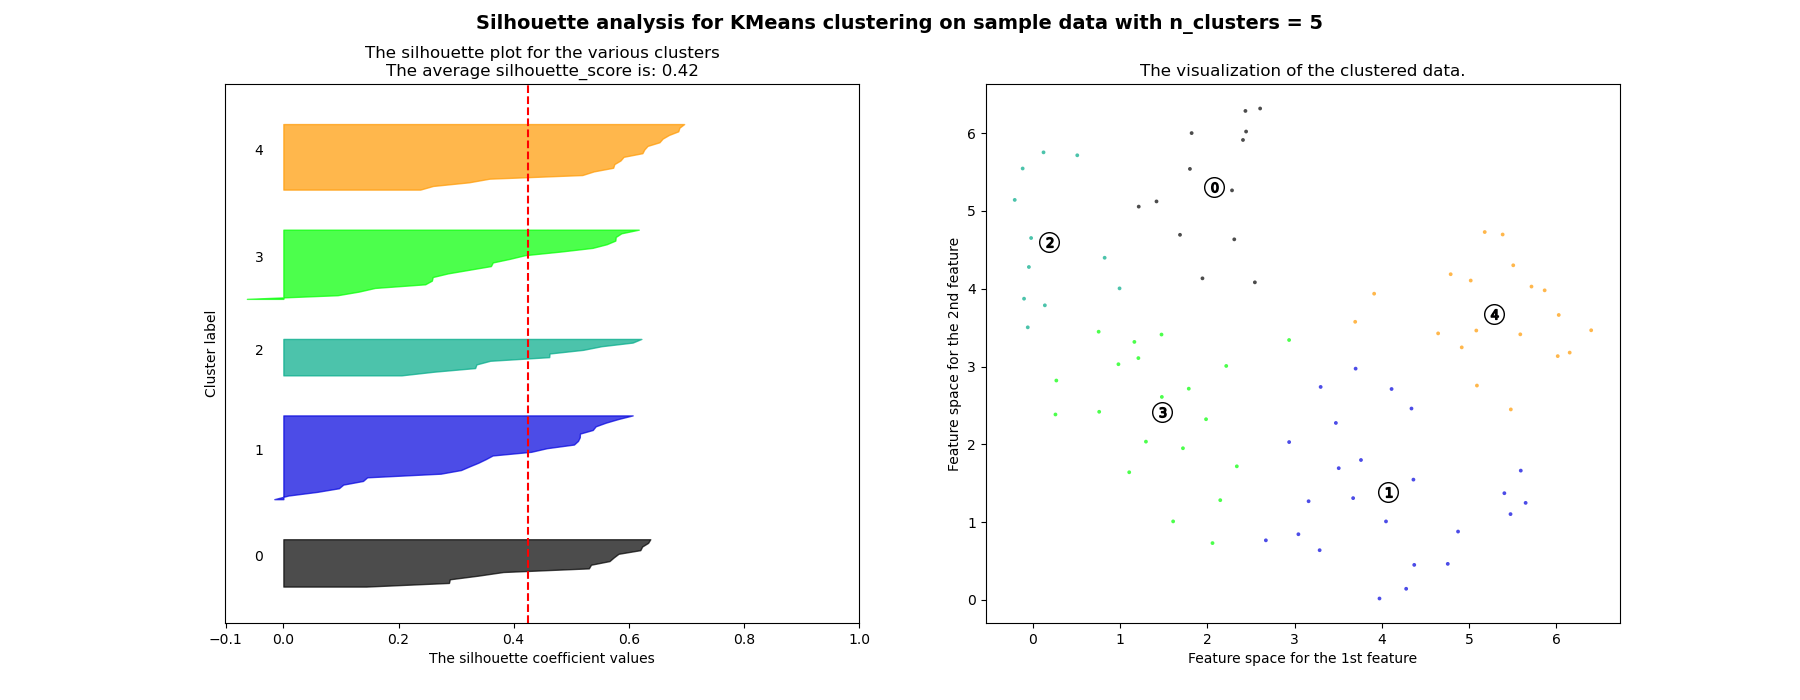 Silhouette analysis for KMeans clustering on sample data with n_clusters = 5
The silhouette plot for the various clusters
The average silhouette_score is: 0.42
Cluster label
4
3
2
1
0
−0.1 0.0 0.2 0.4 0.6 0.8 1.0
The silhouette coefficient values
The visualization of the clustered data.
Feature space for the 2nd feature
6
5
4
3
2
1
0
0
2
4
3
1
0 1 2 3 4 5 6
Feature space for the 1st feature